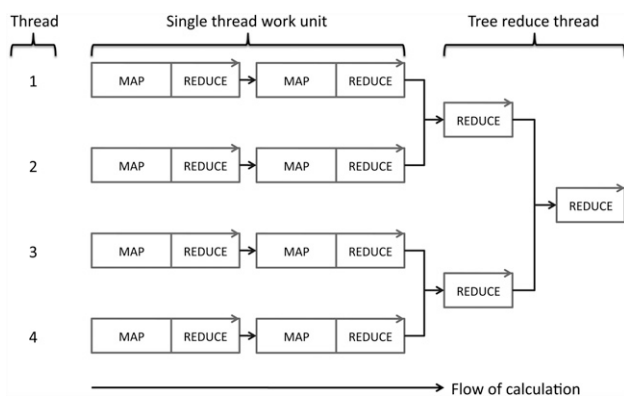 Thread Single thread work unit Tree reduce thread
1 MAP REDUCE MAP REDUCE
REDUCE
2 MAP REDUCE MAP REDUCE
REDUCE
3 MAP REDUCE MAP REDUCE
REDUCE
4 MAP REDUCE MAP REDUCE
Flow of calculation